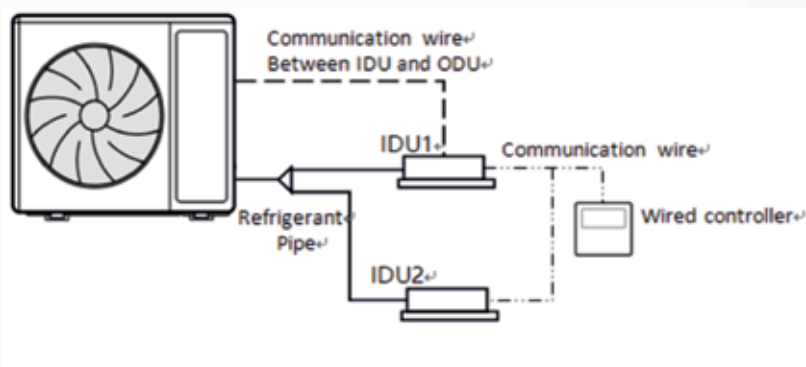 Communication wire↵
Between IDU and ODU↵
IDU1↵
Communication wire↵
Wired controller↵
Refrigerant↵
Pipe↵
IDU2↵